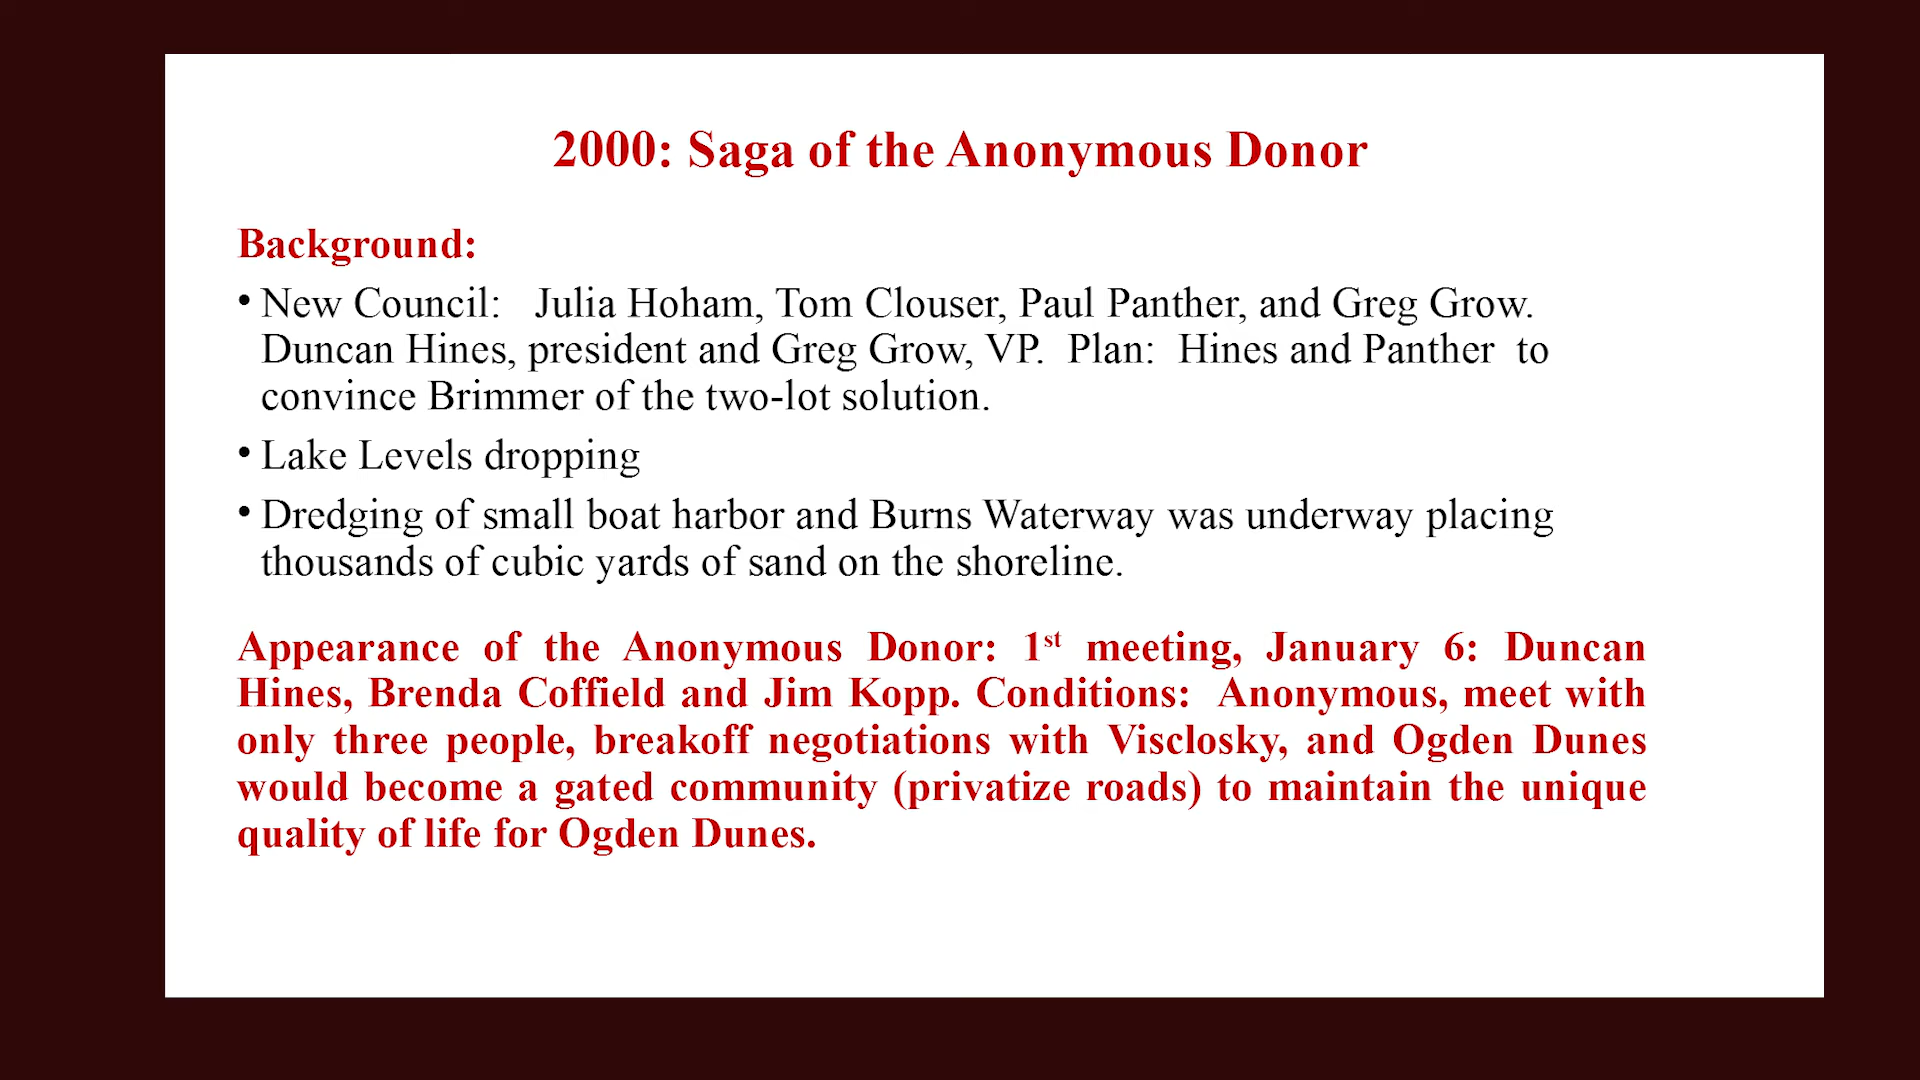 2000: Saga of the Anonymous Donor
Background:
• New Council:   Julia Hoham, Tom Clouser, Paul Panther, and Greg Grow.
Duncan Hines, president and Greg Grow, VP.  Plan:  Hines and Panther  to
convince Brimmer of the two-lot solution.
• Lake Levels dropping
• Dredging of small boat harbor and Burns Waterway was underway placing
thousands of cubic yards of sand on the shoreline.
Appearance of the Anonymous Donor: 1st meeting, January 6: Duncan
Hines, Brenda Coffield and Jim Kopp. Conditions:  Anonymous, meet with
only three people, breakoff negotiations with Visclosky, and Ogden Dunes
would become a gated community (privatize roads) to maintain the unique
quality of life for Ogden Dunes.